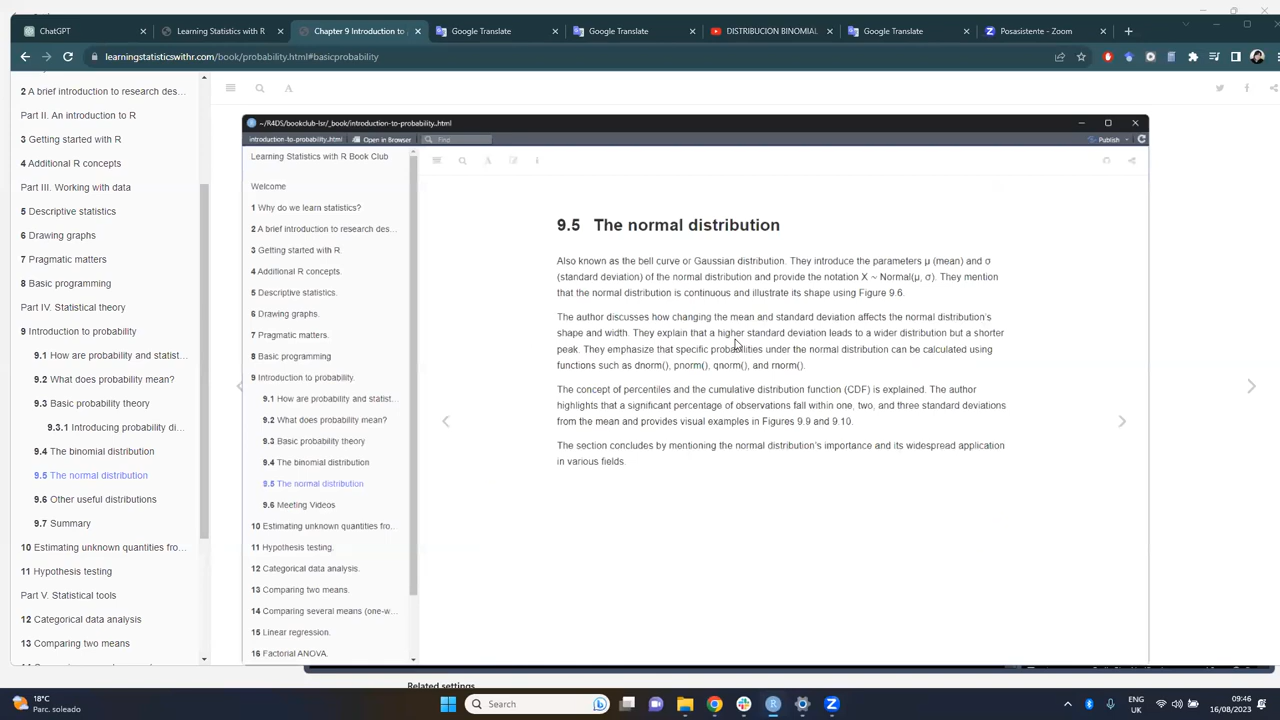 ChatGPT
Learning Statistics with R
Chapter 9 Introduction to
Google Translate
Google Translate
DISTRIBUCION BINOMIAL
Google Translate
Posasistente - Zoom
learningstatisticswithr.com/book/probability.html#basicprobability
2 A brief introduction to research des...
Part II. An introduction to R
3 Getting started with R
4 Additional R concepts
Part III. Working with data
5 Descriptive statistics
6 Drawing graphs
7 Pragmatic matters
8 Basic programming
Part IV. Statistical theory
9 Introduction to probability
9.1 How are probability and statist...
9.2 What does probability mean?
9.3 Basic probability theory
9.3.1 Introducing probability di...
9.4 The binomial distribution
9.5 The normal distribution
9.6 Other useful distributions
9.7 Summary
10 Estimating unknown quantities fro...
11 Hypothesis testing
Part V. Statistical tools
12 Categorical data analysis
13 Comparing two means
~/R4DS/bookclub-lsr/_book/introduction-to-probability..html
introduction-to-probability..html
Open in Browser
Find
Publish
Learning Statistics with R Book Club
Welcome
1 Why do we learn statistics?
2 A brief introduction to research des...
3 Getting started with R.
4 Additional R concepts.
5 Descriptive statistics.
6 Drawing graphs.
7 Pragmatic matters.
8 Basic programming
9 Introduction to probability.
9.1 How are probability and statist...
9.2 What does probability mean?
9.3 Basic probability theory
9.4 The binomial distribution
9.5 The normal distribution
9.6 Meeting Videos
10 Estimating unknown quantities fro...
11 Hypothesis testing.
12 Categorical data analysis.
13 Comparing two means.
14 Comparing several means (one-w...
15 Linear regression.
16 Factorial ANOVA.
9.5 The normal distribution
Also known as the bell curve or Gaussian distribution. They introduce the parameters μ (mean) and σ
(standard deviation) of the normal distribution and provide the notation X ~ Normal(μ, σ). They mention
that the normal distribution is continuous and illustrate its shape using Figure 9.6.
The author discusses how changing the mean and standard deviation affects the normal distribution's
shape and width. They explain that a higher standard deviation leads to a wider distribution but a shorter
peak. They emphasize that specific probabilities under the normal distribution can be calculated using
functions such as dnorm(), pnorm(), qnorm(), and rnorm().
The concept of percentiles and the cumulative distribution function (CDF) is explained. The author
highlights that a significant percentage of observations fall within one, two, and three standard deviations
from the mean and provides visual examples in Figures 9.9 and 9.10.
The section concludes by mentioning the normal distribution's importance and its widespread application
in various fields.
Related settings
18°C
Parc. soleado
Search
ENG
UK
09:46
16/08/2023